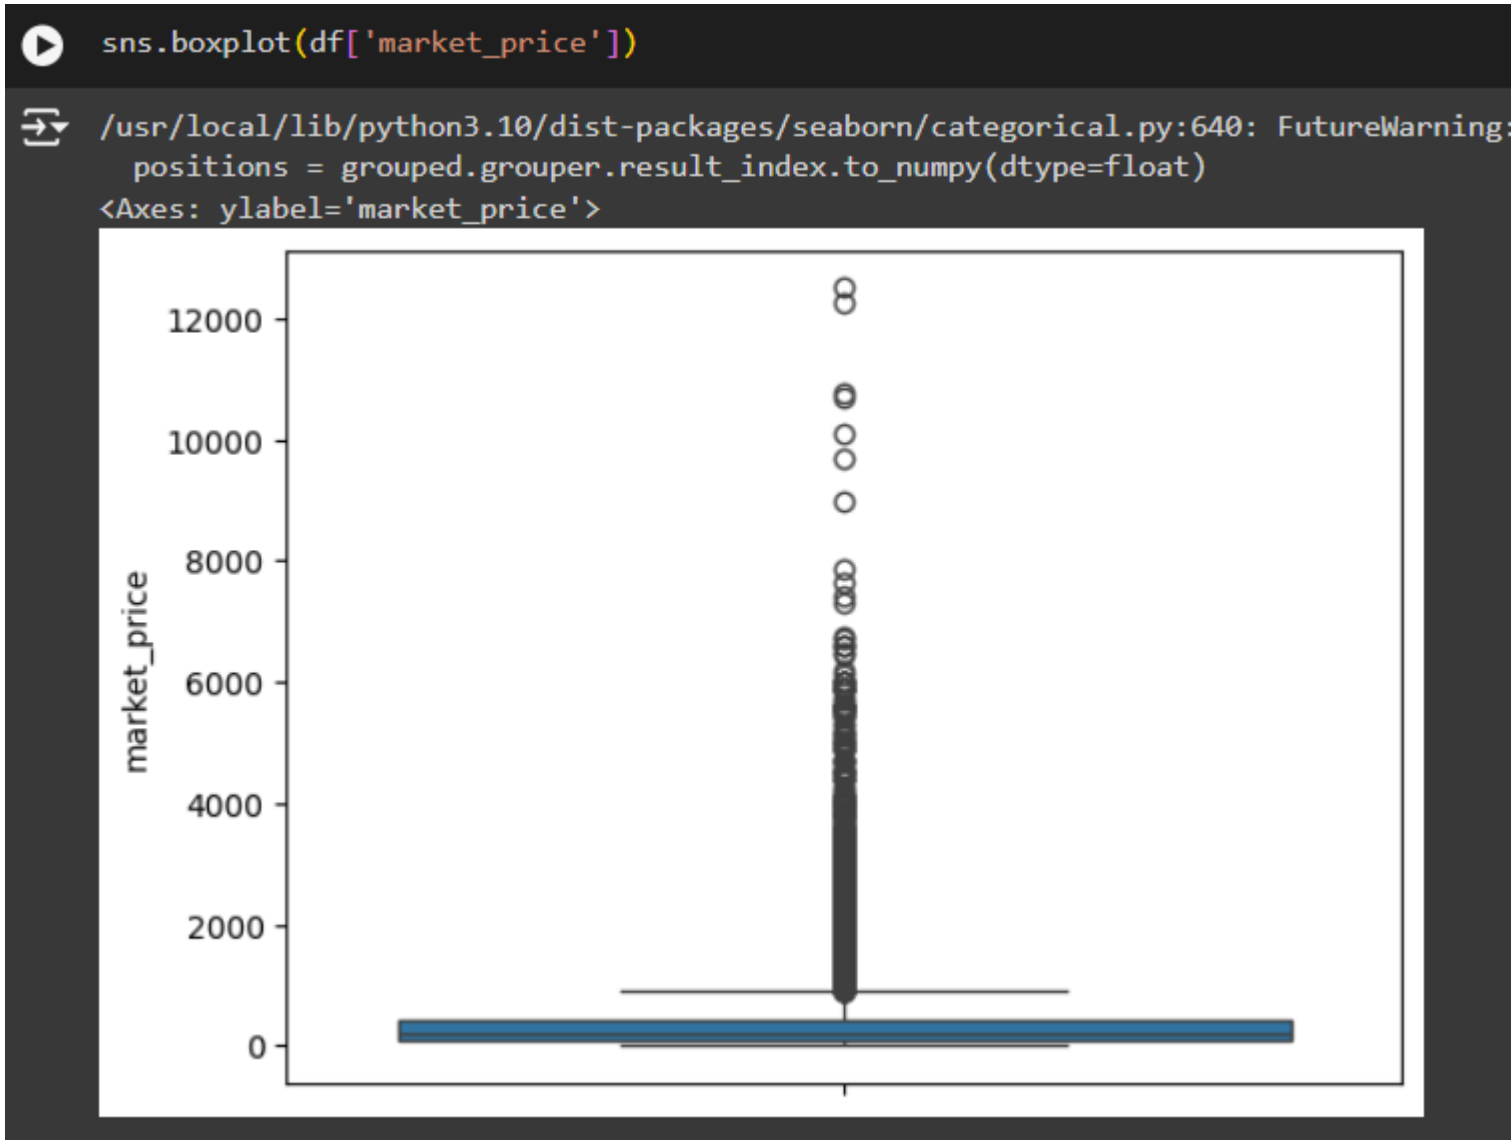 sns.boxplot(df['market_price'])
/usr/local/lib/python3.10/dist-packages/seaborn/categorical.py:640: FutureWarning:
  positions = grouped.grouper.result_index.to_numpy(dtype=float)
<Axes: ylabel='market_price'>
12000
10000
8000
6000
4000
2000
0
market_price